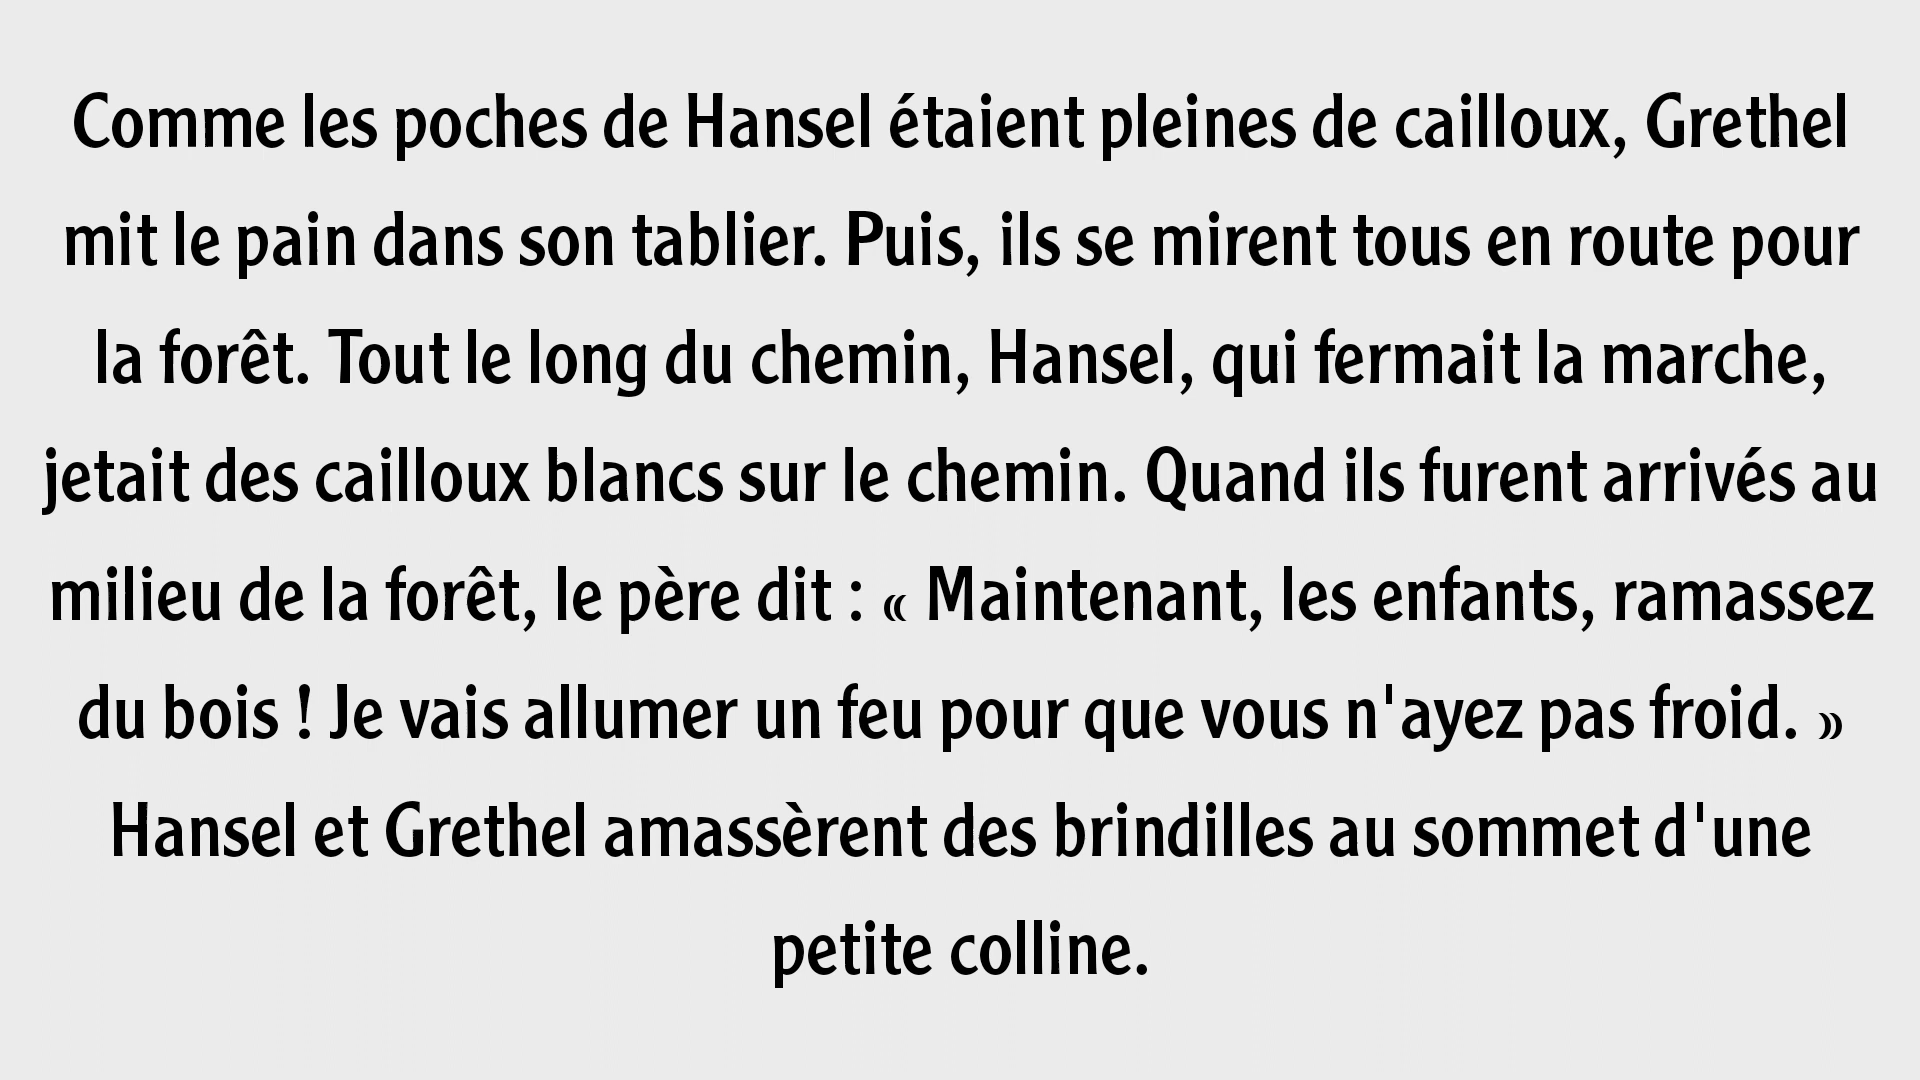 Comme les poches de Hansel étaient pleines de cailloux, Grethel
mit le pain dans son tablier. Puis, ils se mirent tous en route pour
la forêt. Tout le long du chemin, Hansel, qui fermait la marche,
jetait des cailloux blancs sur le chemin. Quand ils furent arrivés au
milieu de la forêt, le père dit : « Maintenant, les enfants, ramassez
du bois ! Je vais allumer un feu pour que vous n'ayez pas froid. »
Hansel et Grethel amassèrent des brindilles au sommet d'une
petite colline.